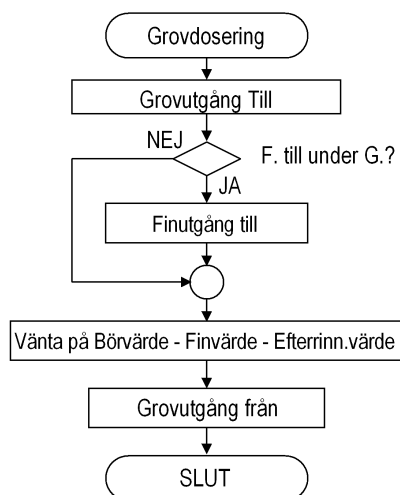 Grovdosering
Grovutgång Till
NEJ
F. till under G.?
JA
Finutgång till
Vänta på Börvärde - Finvärde - Efterrinn.värde
Grovutgång från
SLUT